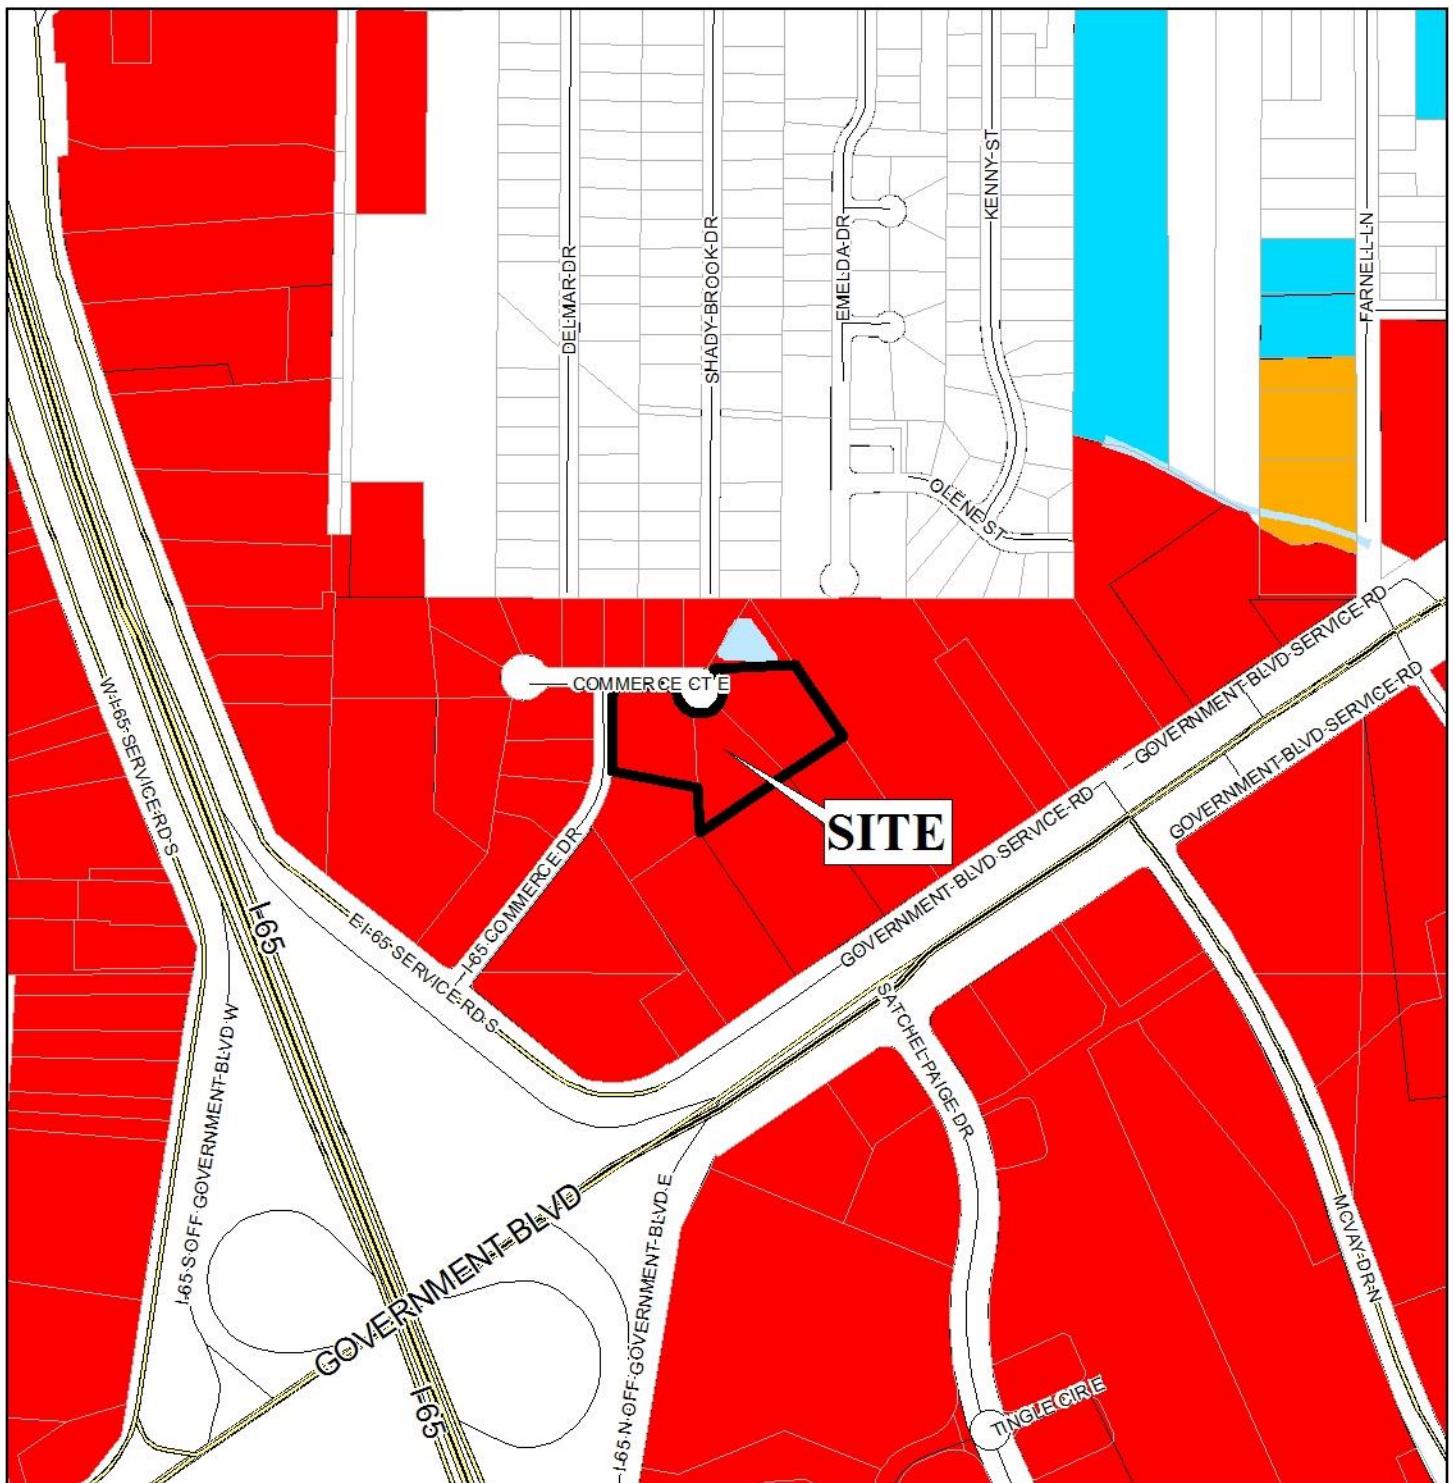 KENNY-ST
DELMAR-DR
SHADY-BROOK-DR
EMELDA-DR
FARNELL-LN
OLENE ST
COMMERCE CT E
GOVERNMENT-BLVD-SERVICE-RD
GOVERNMENT-BLVD-SERVICE-RD
GOVERNMENT-BLVD-SERVICE-RD
W-I-65-SERVICE-RD-S
SITE
I-65-COMMERCE-DR
E-I-65-SERVICE-RD-S
I-65
SATCHEL-PAIGE-DR
I-65-S-OFF-GOVERNMENT-BLVD-W
I-65-N-OFF-GOVERNMENT-BLVD-E
MCVAY-DR-N
GOVERNMENT-BLVD
I-65
TINGLE CIR E